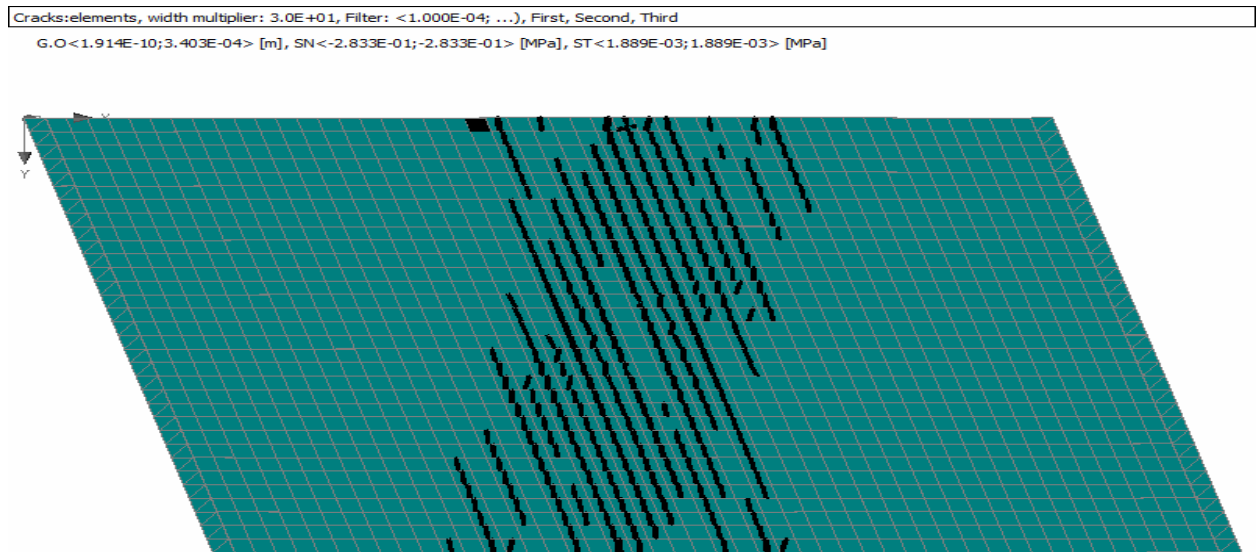 Cracks:elements, width multiplier: 3.0E+01, Filter: <1.000E-04; ...), First, Second, Third
G.O<1.914E-10;3.403E-04> [m], SN<-2.833E-01;-2.833E-01> [MPa], ST<1.889E-03;1.889E-03> [MPa]
X
Y